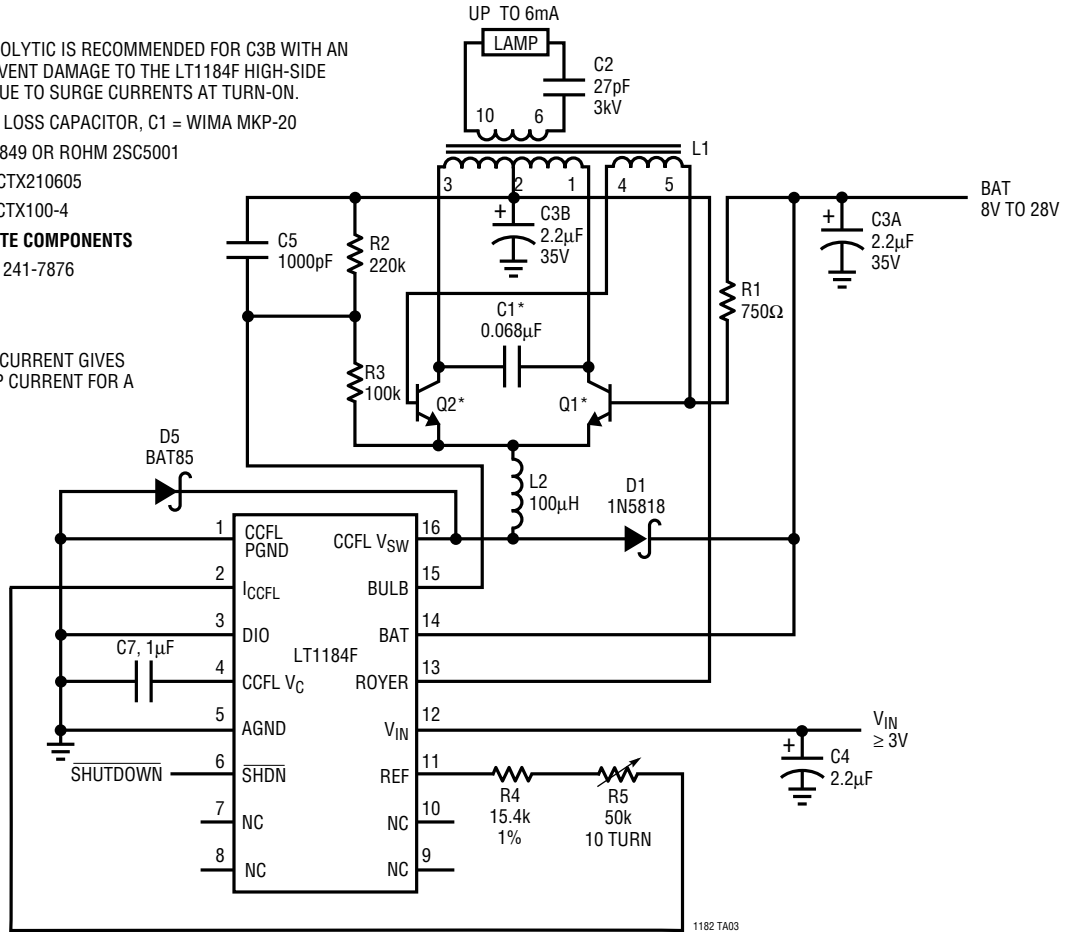 UP TO 6mA
LAMP
OLYTIC IS RECOMMENDED FOR C3B WITH AN
VENT DAMAGE TO THE LT1184F HIGH-SIDE
UE TO SURGE CURRENTS AT TURN-ON.
LOSS CAPACITOR, C1 = WIMA MKP-20
849 OR ROHM 2SC5001
CTX210605
CTX100-4
TE COMPONENTS
241-7876
CURRENT GIVES
P CURRENT FOR A
C2
27pF
3kV
10 6
L1
3 2 1 4 5
BAT
8V TO 28V
+ C3B
2.2µF
35V
+ C3A
2.2µF
35V
C5
1000pF
R2
220k
R1
750Ω
C1*
0.068µF
R3
100k
Q2*
Q1*
D5
BAT85
L2
100µH
D1
1N5818
1 CCFL PGND
2 ICCFL
3 DIO
C7, 1µF
4 CCFL VC
5 AGND
SHUTDOWN 6 SHDN
7 NC
8 NC
LT1184F
16 CCFL VSW
15 BULB
14 BAT
13 ROYER
12 VIN
11 REF
10 NC
9 NC
VIN
≥ 3V
+ C4
2.2µF
R4
15.4k
1%
R5
50k
10 TURN
1182 TA03